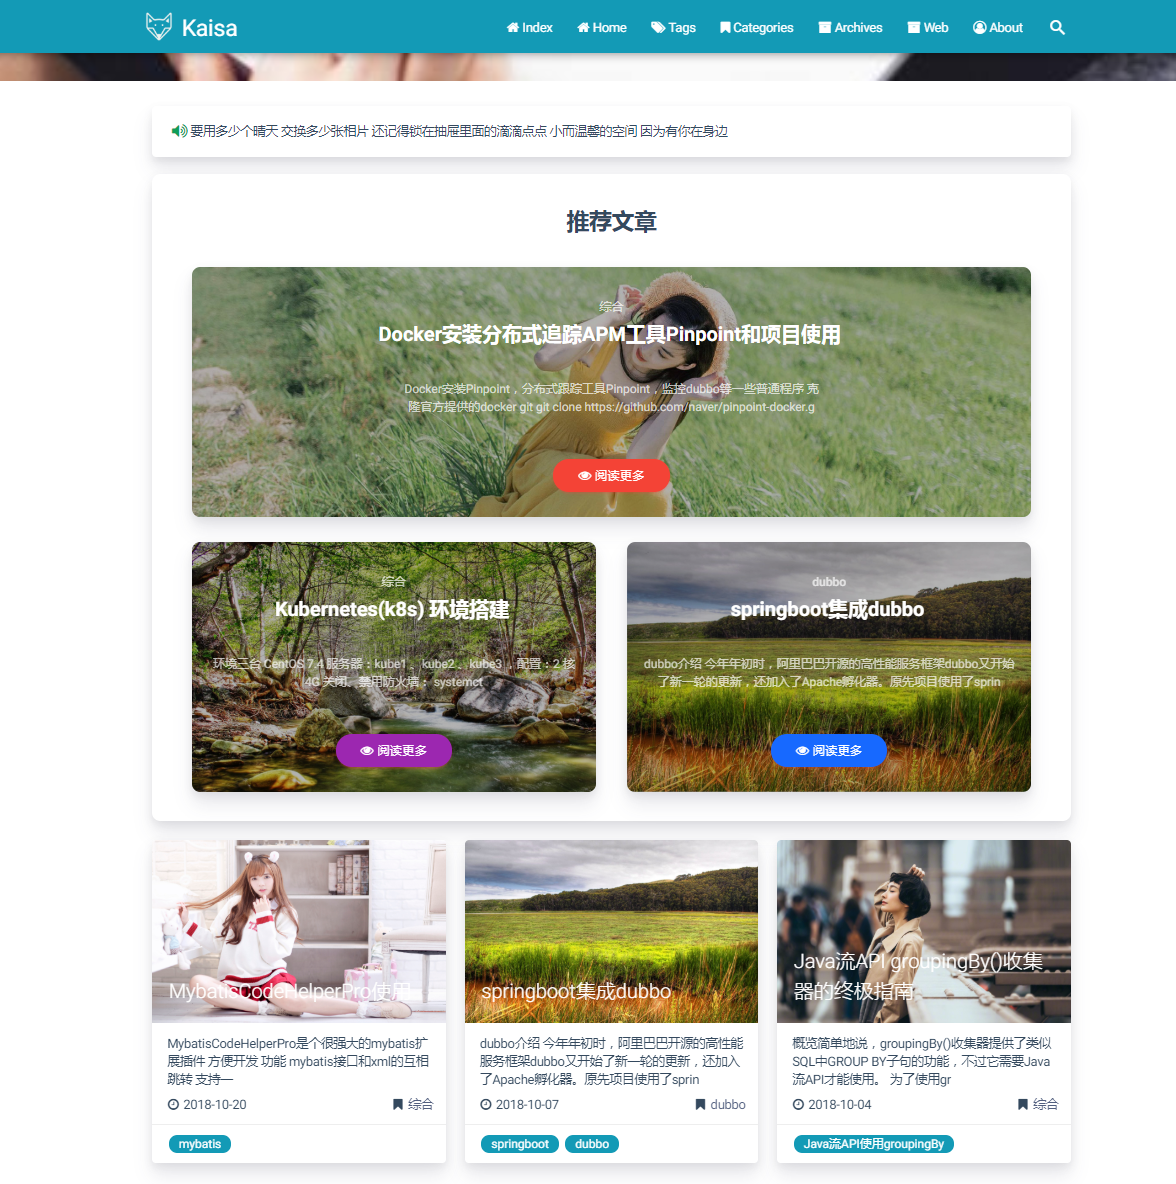 Kaisa
Index Home Tags Categories Archives Web About
要用多少个晴天 交换多少张相片 还记得锁在抽屉里面的滴滴点点 小而温馨的空间 因为有你在身边
推荐文章
综合
Docker安装分布式追踪APM工具Pinpoint和项目使用
Docker安装Pinpoint，分布式跟踪工具Pinpoint，监控dubbo等一些普通程序 克
隆官方提供的docker git git clone https://github.com/naver/pinpoint-docker.g
阅读更多
综合
Kubernetes(k8s) 环境搭建
环境三台 CentOS 7.4 服务器：kube1 、kube2 、kube3 ，配置：2 核
4G 关闭、禁用防火墙： systemct
阅读更多
dubbo
springboot集成dubbo
dubbo介绍 今年年初时，阿里巴巴开源的高性能服务框架dubbo又开始
了新一轮的更新，还加入了Apache孵化器。原先项目使用了sprin
阅读更多
MybatisCodeHelperPro使用
MybatisCodeHelperPro是个很强大的mybatis扩
展插件 方便开发 功能 mybatis接口和xml的互相
跳转 支持一
2018-10-20 综合
mybatis
springboot集成dubbo
dubbo介绍 今年年初时，阿里巴巴开源的高性能
服务框架dubbo又开始了新一轮的更新，还加入
了Apache孵化器。原先项目使用了sprin
2018-10-07 dubbo
springboot dubbo
Java流API groupingBy()收集
器的终极指南
概览简单地说，groupingBy()收集器提供了类似
SQL中GROUP BY子句的功能，不过它需要Java
流API才能使用。 为了使用gr
2018-10-04 综合
Java流API使用groupingBy